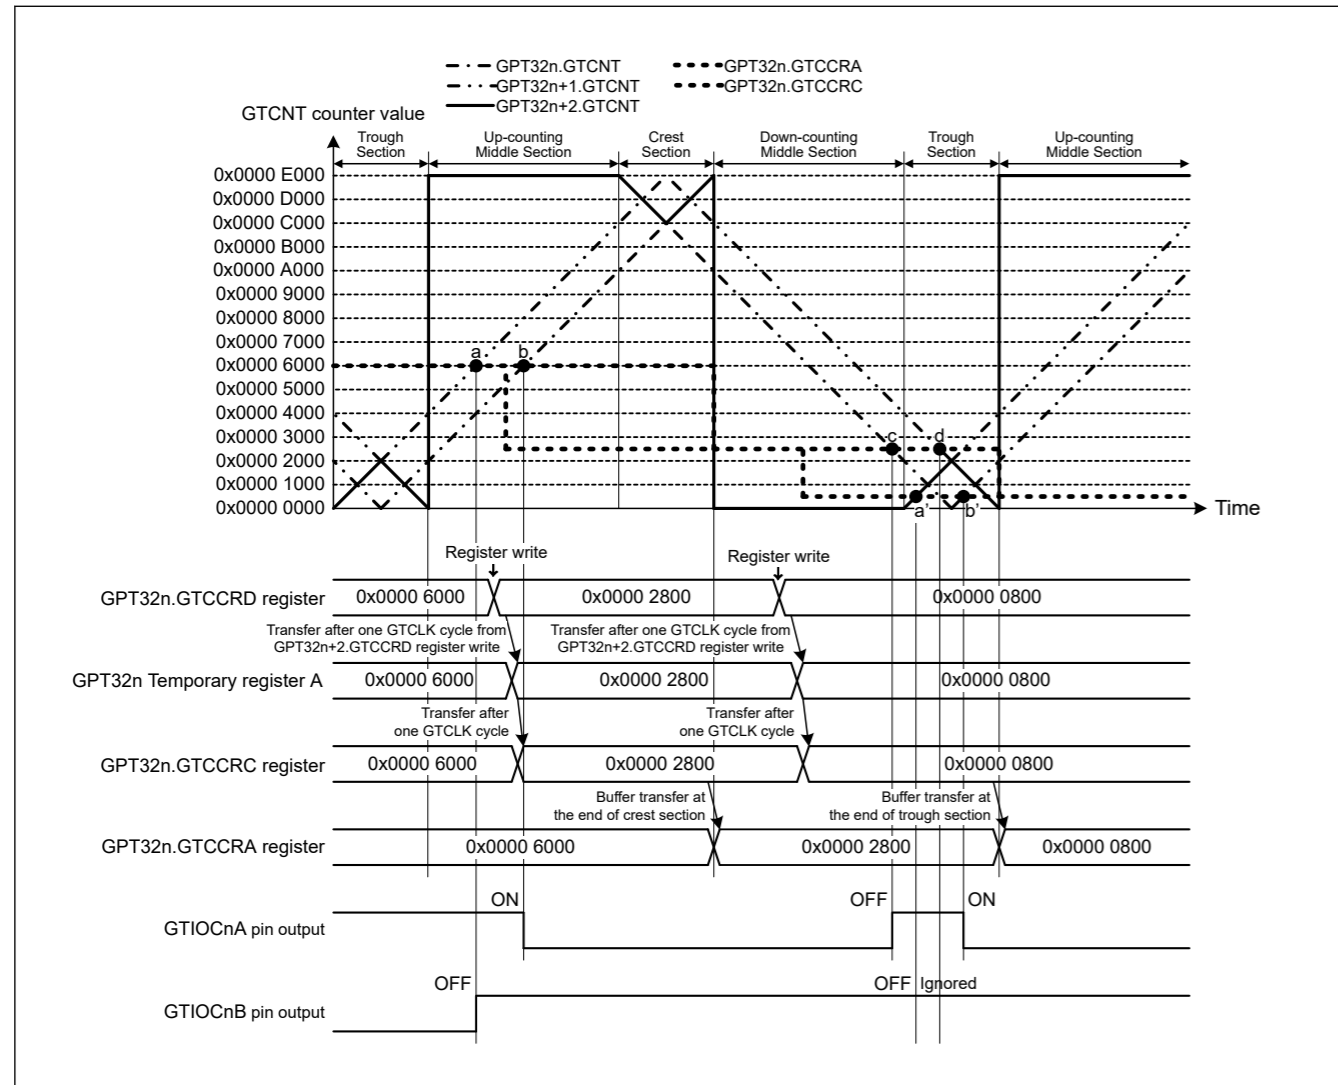 GPT32n.GTCNT
GPT32n+1.GTCNT
GPT32n+2.GTCNT
GPT32n.GTCCRA
GPT32n.GTCCRC
GTCNT counter value
Trough
Section
Up-counting
Middle Section
Crest
Section
Down-counting
Middle Section
Trough
Section
Up-counting
Middle Section
0x0000 E000
0x0000 D000
0x0000 C000
0x0000 B000
0x0000 A000
0x0000 9000
0x0000 8000
0x0000 7000
0x0000 6000
0x0000 5000
0x0000 4000
0x0000 3000
0x0000 2000
0x0000 1000
0x0000 0000
a
b
c
d
a'
b'
Time
Register write
Register write
GPT32n.GTCCRD register
0x0000 6000
0x0000 2800
0x0000 0800
Transfer after one GTCLK cycle from
GPT32n+2.GTCCRD register write
Transfer after one GTCLK cycle from
GPT32n+2.GTCCRD register write
GPT32n Temporary register A
0x0000 6000
0x0000 2800
0x0000 0800
Transfer after
one GTCLK cycle
Transfer after
one GTCLK cycle
GPT32n.GTCCRC register
0x0000 6000
0x0000 2800
0x0000 0800
Buffer transfer at
the end of crest section
Buffer transfer at
the end of trough section
GPT32n.GTCCRA register
0x0000 6000
0x0000 2800
0x0000 0800
ON
OFF
ON
GTIOCnA pin output
OFF
OFF
Ignored
GTIOCnB pin output